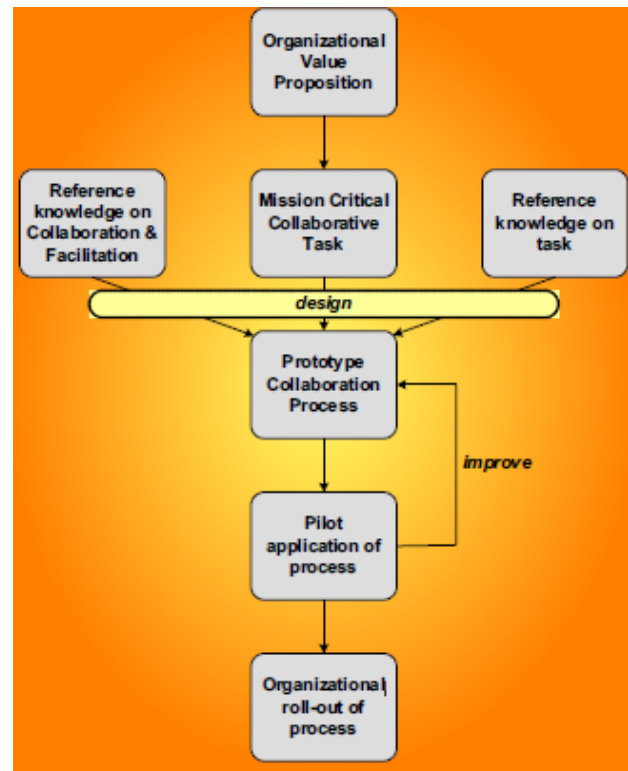 Organizational
Value
Proposition
Reference
knowledge on
Collaboration &
Facilitation
Mission Critical
Collaborative
Task
Reference
knowledge on
task
design
Prototype
Collaboration
Process
improve
Pilot
application of
process
Organizational
roll-out of
process